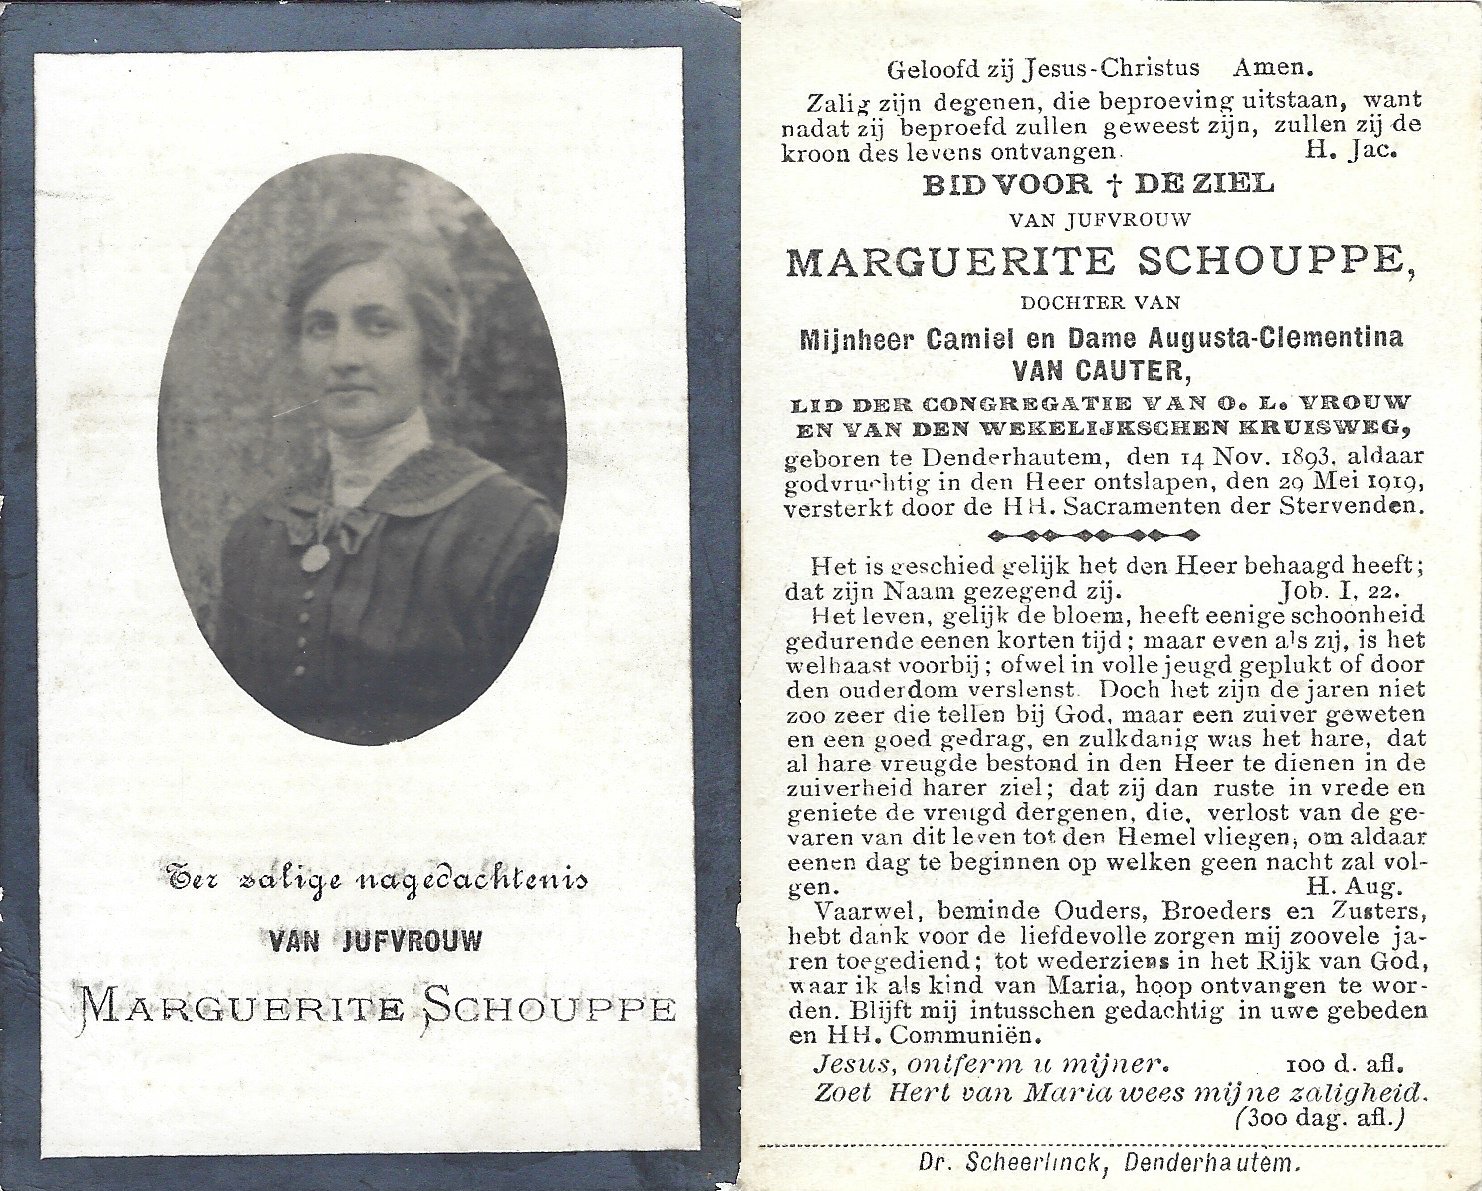 Ter zalige nagedachtenis
VAN JUFVROUW
MARGUERITE SCHOUPPE
Geloofd zij Jesus-Christus Amen.
Zalig zijn degenen, die beproeving uitstaan, want
nadat zij beproefd zullen geweest zijn, zullen zij de
kroon des levens ontvangen. H. Jac.
BID VOOR † DE ZIEL
VAN JUFVROUW
MARGUERITE SCHOUPPE,
DOCHTER VAN
Mijnheer Camiel en Dame Augusta-Clementina
VAN CAUTER,
LID DER CONGREGATIE VAN O. L. VROUW
EN VAN DEN WEKELIJKSCHEN KRUISWEG,
geboren te Denderhautem, den 14 Nov. 1893, aldaar
godvruchtig in den Heer ontslapen, den 29 Mei 1919,
versterkt door de HH. Sacramenten der Stervenden.
Het is geschied gelijk het den Heer behaagd heeft;
dat zijn Naam gezegend zij. Job. I, 22.
Het leven, gelijk de bloem, heeft eenige schoonheid
gedurende eenen korten tijd; maar even als zij, is het
welhaast voorbij; ofwel in volle jeugd geplukt of door
den ouderdom verslenst. Doch het zijn de jaren niet
zoo zeer die tellen bij God, maar een zuiver geweten
en een goed gedrag, en zulkdanig was het hare, dat
al hare vreugde bestond in den Heer te dienen in de
zuiverheid harer ziel; dat zij dan ruste in vrede en
geniete de vreugd dergenen, die, verlost van de ge-
varen van dit leven tot den Hemel vliegen, om aldaar
eenen dag te beginnen op welken geen nacht zal vol-
gen. H. Aug.
Vaarwel, beminde Ouders, Broeders en Zusters,
hebt dank voor de liefdevolle zorgen mij zoovele ja-
ren toegediend; tot wederziens in het Rijk van God,
waar ik als kind van Maria, hoop ontvangen te wor-
den. Blijft mij intusschen gedachtig in uwe gebeden
en HH. Communiën.
Jesus, ontferm u mijner. 100 d. afl.
Zoet Hert van Maria wees mijne zaligheid.
(300 dag. afl.)
Dr. Scheerlinck, Denderhautem.